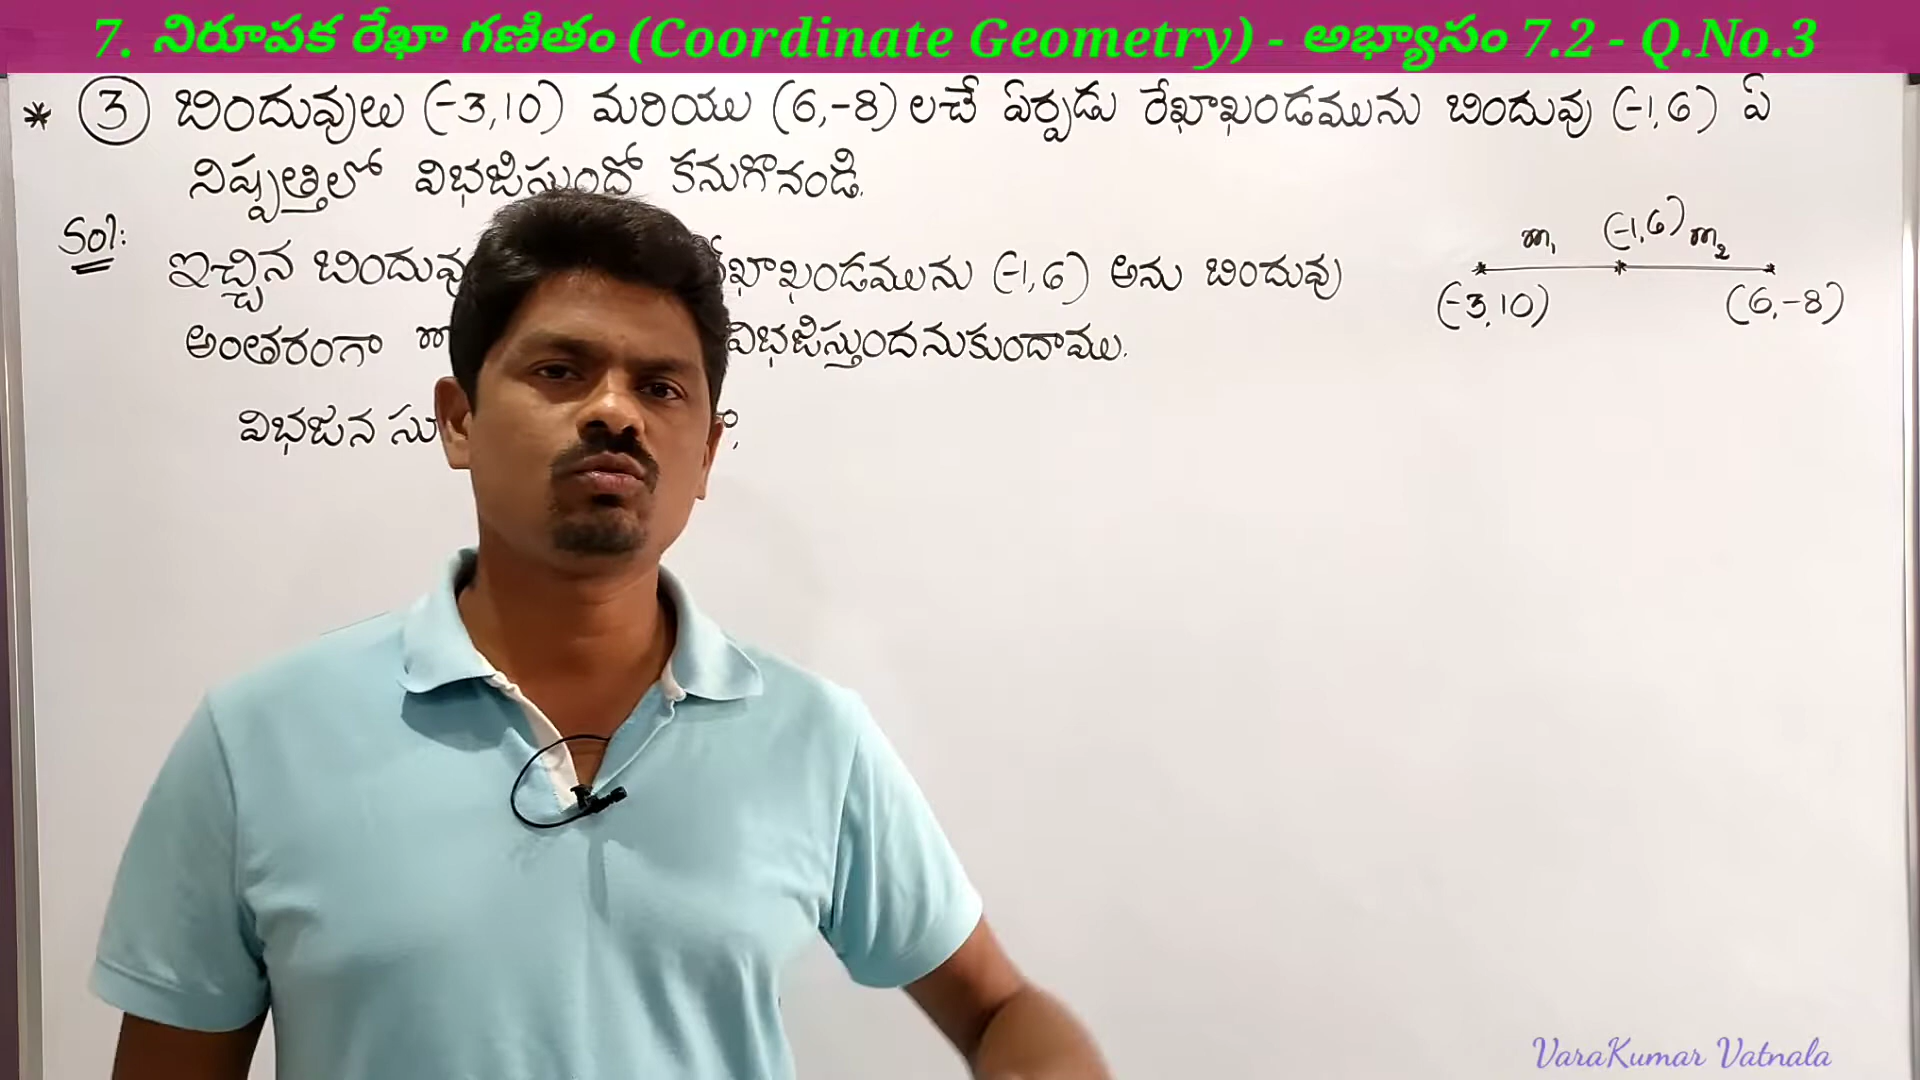 7. నిరూపక రేఖా గణితం (Coordinate Geometry) - అభ్యాసం 7.2 - Q.No.3
* 3 బిందువులు (-3,10) మరియు (6,-8) లచే ఏర్పడు రేఖాఖండమును బిందువు (-1,6) ఏ
నిష్పత్తిలో విభజిస్తుందో కనుగొనండి.
Sol:
ఇచ్చిన ఖాఖండమును (-1,6) అను బిందువు
అంతరంగా విభజిస్తుందనుకుందాము.
విభజన
m₁ (-1,6) m₂
(-3,10) (6,-8)
VaraKumar Vatnala